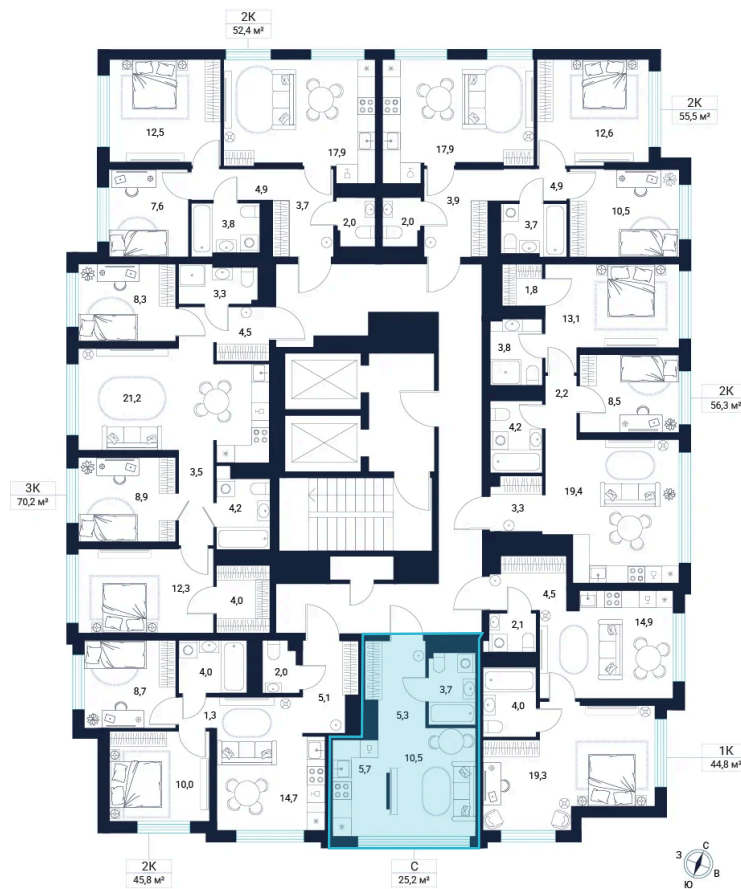 2К
52,4 м²
12,5
17,9
17,9
12,6
2К
55,5 м²
7,6
4,9
3,7
3,8
2,0
2,0
3,9
3,7
4,9
10,5
8,3
3,3
4,5
1,8
13,1
3,8
2,2
8,5
2К
56,3 м²
21,2
4,2
3К
70,2 м²
8,9
3,5
4,2
19,4
3,3
12,3
4,0
4,5
2,1
14,9
8,7
4,0
2,0
5,1
5,3
3,7
4,0
1,3
10,0
14,7
5,7
10,5
19,3
1К
44,8 м²
2К
45,8 м²
С
25,2 м²
С
З
В
Ю